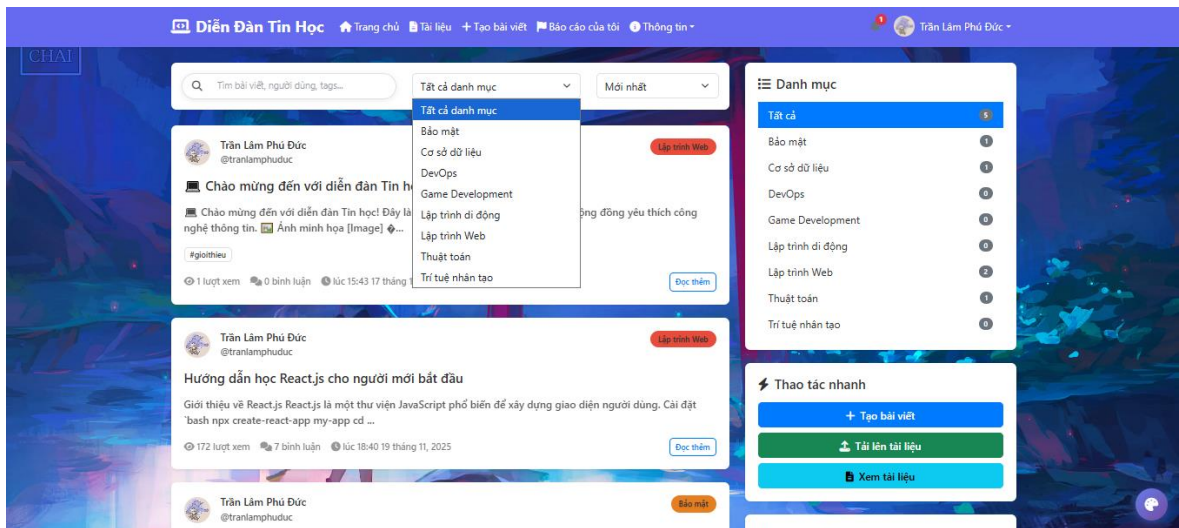 Diễn Đàn Tin Học Trang chủ Tài liệu + Tạo bài viết Báo cáo của tôi Thông tin 1 Trần Lâm Phú Đức
CHAI
Tìm bài viết, người dùng, tags... Tất cả danh mục Mới nhất
Tất cả danh mục
Bảo mật
Cơ sở dữ liệu
DevOps
Game Development
Lập trình di động
Lập trình Web
Thuật toán
Trí tuệ nhân tạo
Trần Lâm Phú Đức
@tranlamphuduc
Lập trình Web
Chào mừng đến với diễn đàn Tin h
Chào mừng đến với diễn đàn Tin học! Đây là ộng đồng yêu thích công
nghệ thông tin. Ảnh minh họa [Image] �...
#gioithieu
1 lượt xem 0 bình luận lúc 15:43 17 tháng 1
Đọc thêm
Trần Lâm Phú Đức
@tranlamphuduc
Lập trình Web
Hướng dẫn học React.js cho người mới bắt đầu
Giới thiệu về React.js React.js là một thư viện JavaScript phổ biến để xây dựng giao diện người dùng. Cài đặt
`bash npx create-react-app my-app cd ...
172 lượt xem 7 bình luận lúc 18:40 19 tháng 11, 2025
Đọc thêm
Trần Lâm Phú Đức
@tranlamphuduc
Bảo mật
Danh mục
Tất cả 5
Bảo mật 1
Cơ sở dữ liệu 1
DevOps 0
Game Development 0
Lập trình di động 0
Lập trình Web 2
Thuật toán 1
Trí tuệ nhân tạo 0
Thao tác nhanh
+ Tạo bài viết
Tải lên tài liệu
Xem tài liệu